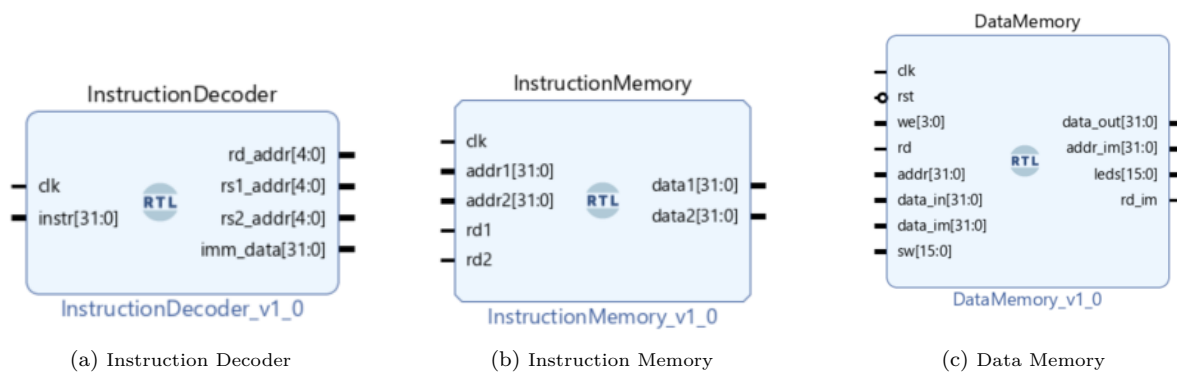 InstructionDecoder
clk
instr[31:0]
RTL
rd_addr[4:0]
rs1_addr[4:0]
rs2_addr[4:0]
imm_data[31:0]
InstructionDecoder_v1_0
(a) Instruction Decoder
InstructionMemory
clk
addr1[31:0]
addr2[31:0]
rd1
rd2
RTL
data1[31:0]
data2[31:0]
InstructionMemory_v1_0
(b) Instruction Memory
DataMemory
clk
rst
we[3:0]
rd
addr[31:0]
data_in[31:0]
data_im[31:0]
sw[15:0]
RTL
data_out[31:0]
addr_im[31:0]
leds[15:0]
rd_im
DataMemory_v1_0
(c) Data Memory